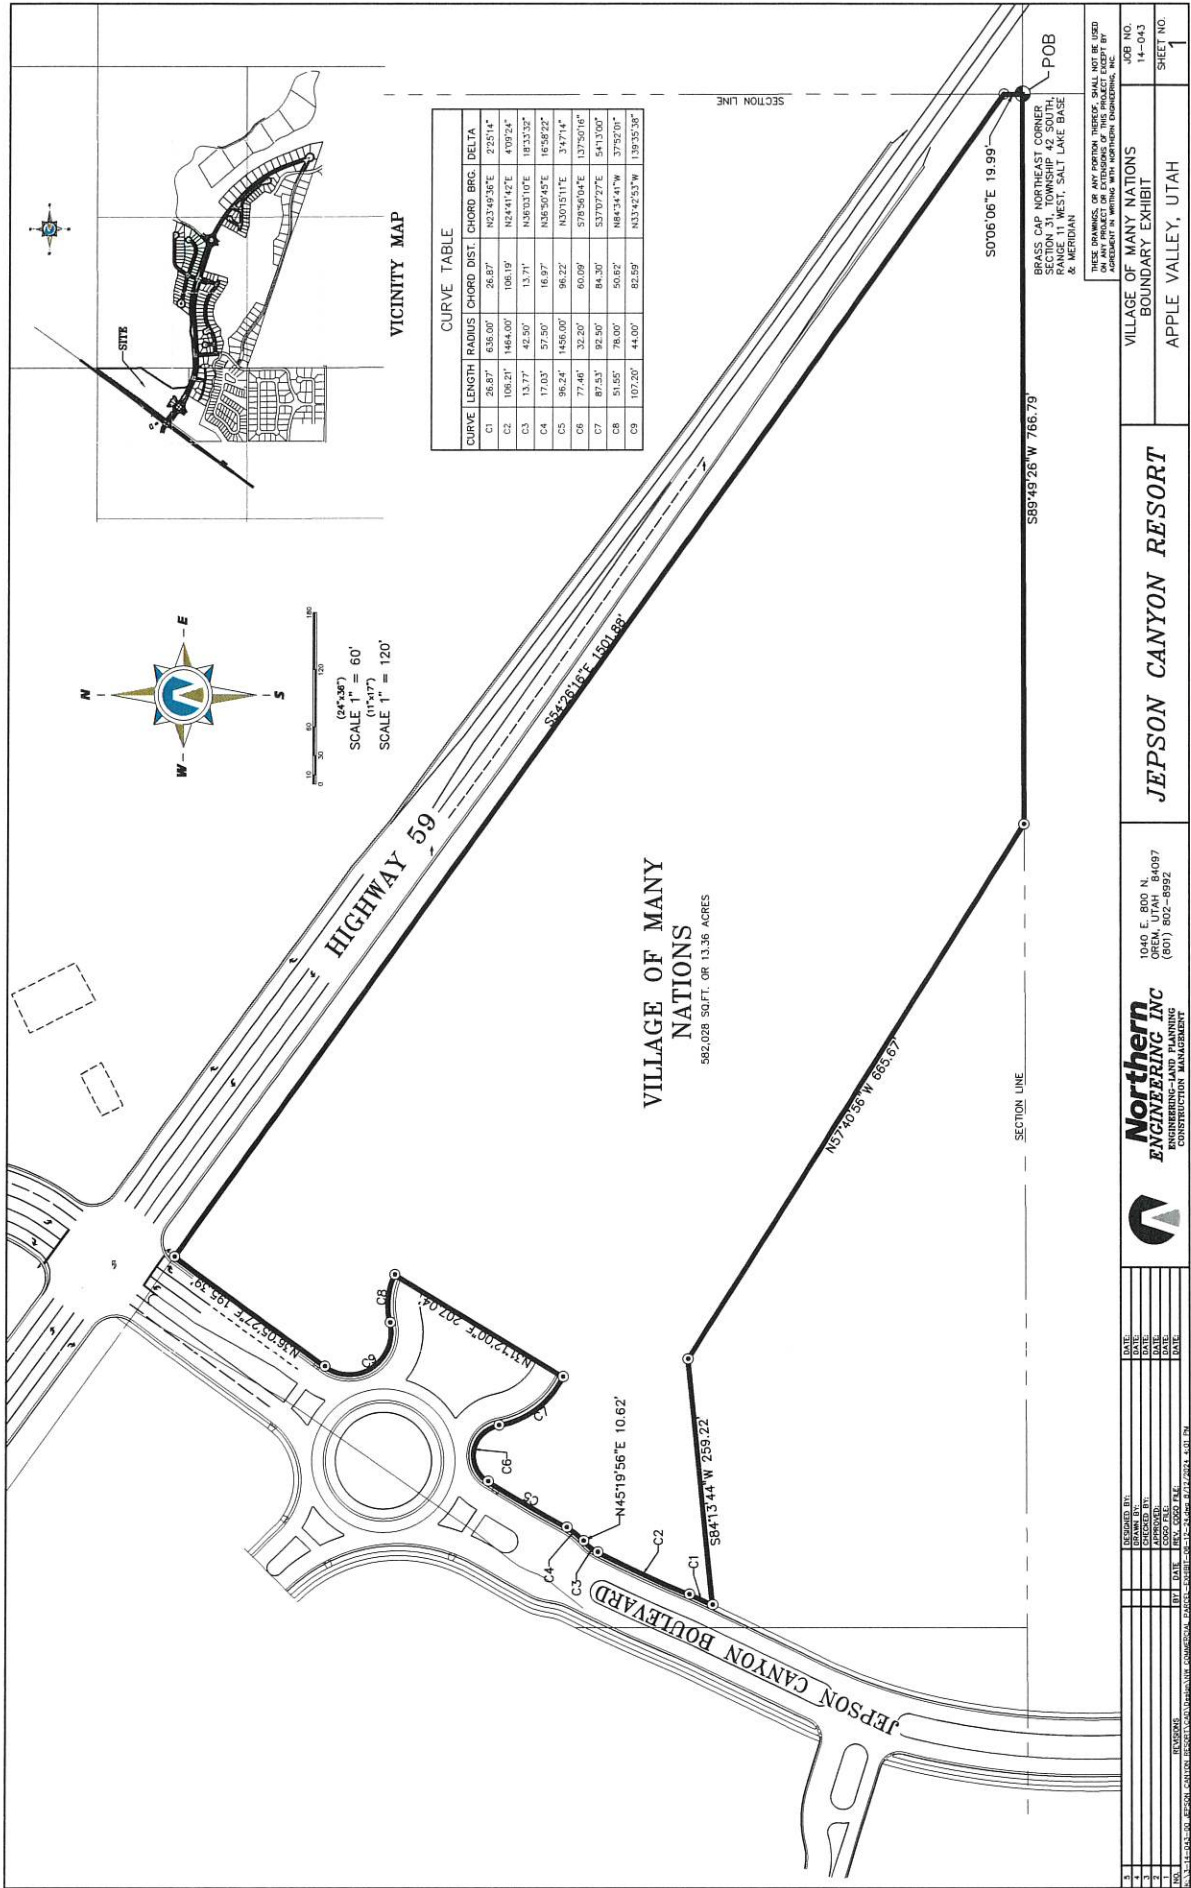 N
W
E
S
(24"x36")
SCALE 1" = 60'
(11"x17")
SCALE 1" = 120'
0
10
30
60
120
180
SITE
VICINITY MAP
CURVE TABLE
CURVE LENGTH RADIUS CHORD DIST. CHORD BRG. DELTA
C1 26.87' 636.00' 26.87' N23°49'36"E 2°25'14"
C2 106.21' 1464.00' 106.19' N24°41'42"E 4°09'24"
C3 13.77' 42.50' 13.71' N36°03'10"E 18°33'32"
C4 17.03' 57.50' 16.97' N36°50'45"E 16°58'22"
C5 96.24' 1456.00' 96.22' N30°15'11"E 3°47'14"
C6 77.46' 32.20' 60.09' S78°56'04"E 137°50'16"
C7 87.53' 92.50' 84.30' S37°07'27"E 54°13'00"
C8 51.55' 78.00' 50.62' N84°34'41"W 37°52'01"
C9 107.20' 44.00' 82.59' N33°42'53"W 139°35'38"
HIGHWAY 59
S54°26'16"E 1501.88'
SECTION LINE
S0°06'06"E 19.99'
POB
BRASS CAP NORTHEAST CORNER
SECTION 31, TOWNSHIP 42 SOUTH,
RANGE 11 WEST, SALT LAKE BASE
& MERIDIAN
S89°49'26"W 766.79'
VILLAGE OF MANY
NATIONS
582,028 SQ.FT. OR 13.36 ACRES
N57°40'56"W 665.67'
SECTION LINE
N36°05'27"E 195.39'
C8
C9
N31°12'00"E 207.04'
C7
C6
C5
N45°19'56"E 10.62'
C4
C3
C2
C1
S84°13'44"W 259.22'
JEPSON CANYON BOULEVARD
THESE DRAWINGS, OR ANY PORTION THEREOF, SHALL NOT BE USED
ON ANY PROJECT OR EXTENSIONS OF THIS PROJECT EXCEPT BY
AGREEMENT IN WRITING WITH NORTHERN ENGINEERING, INC.
5
4
3
2
1
NO.
REVISIONS
BY
DATE
DESIGNED BY: DATE:
DRAWN BY: DATE:
CHECKED BY: DATE:
APPROVED: DATE:
COGO FILE: DATE:
REV. COGO FILE: DATE:
Northern
ENGINEERING INC
ENGINEERING-LAND PLANNING
CONSTRUCTION MANAGEMENT
1040 E. 800 N.
OREM, UTAH 84097
(801) 802-8992
JEPSON CANYON RESORT
VILLAGE OF MANY NATIONS
BOUNDARY EXHIBIT
APPLE VALLEY, UTAH
JOB NO.
14-043
SHEET NO.
1